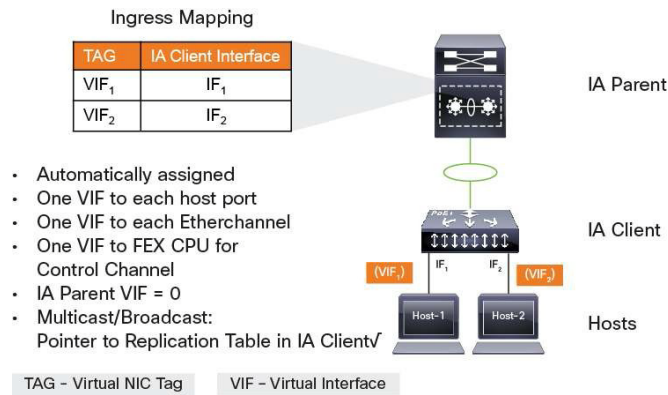 Ingress Mapping
TAG IA Client Interface
VIF₁ IF₁
VIF₂ IF₂
IA Parent
• Automatically assigned
• One VIF to each host port
• One VIF to each Etherchannel
• One VIF to FEX CPU for
Control Channel
• IA Parent VIF = 0
• Multicast/Broadcast:
Pointer to Replication Table in IA Client√
PoE+
IA Client
IF₁ IF₂
(VIF₁) (VIF₂)
Host-1 Host-2
Hosts
TAG – Virtual NIC Tag VIF – Virtual Interface